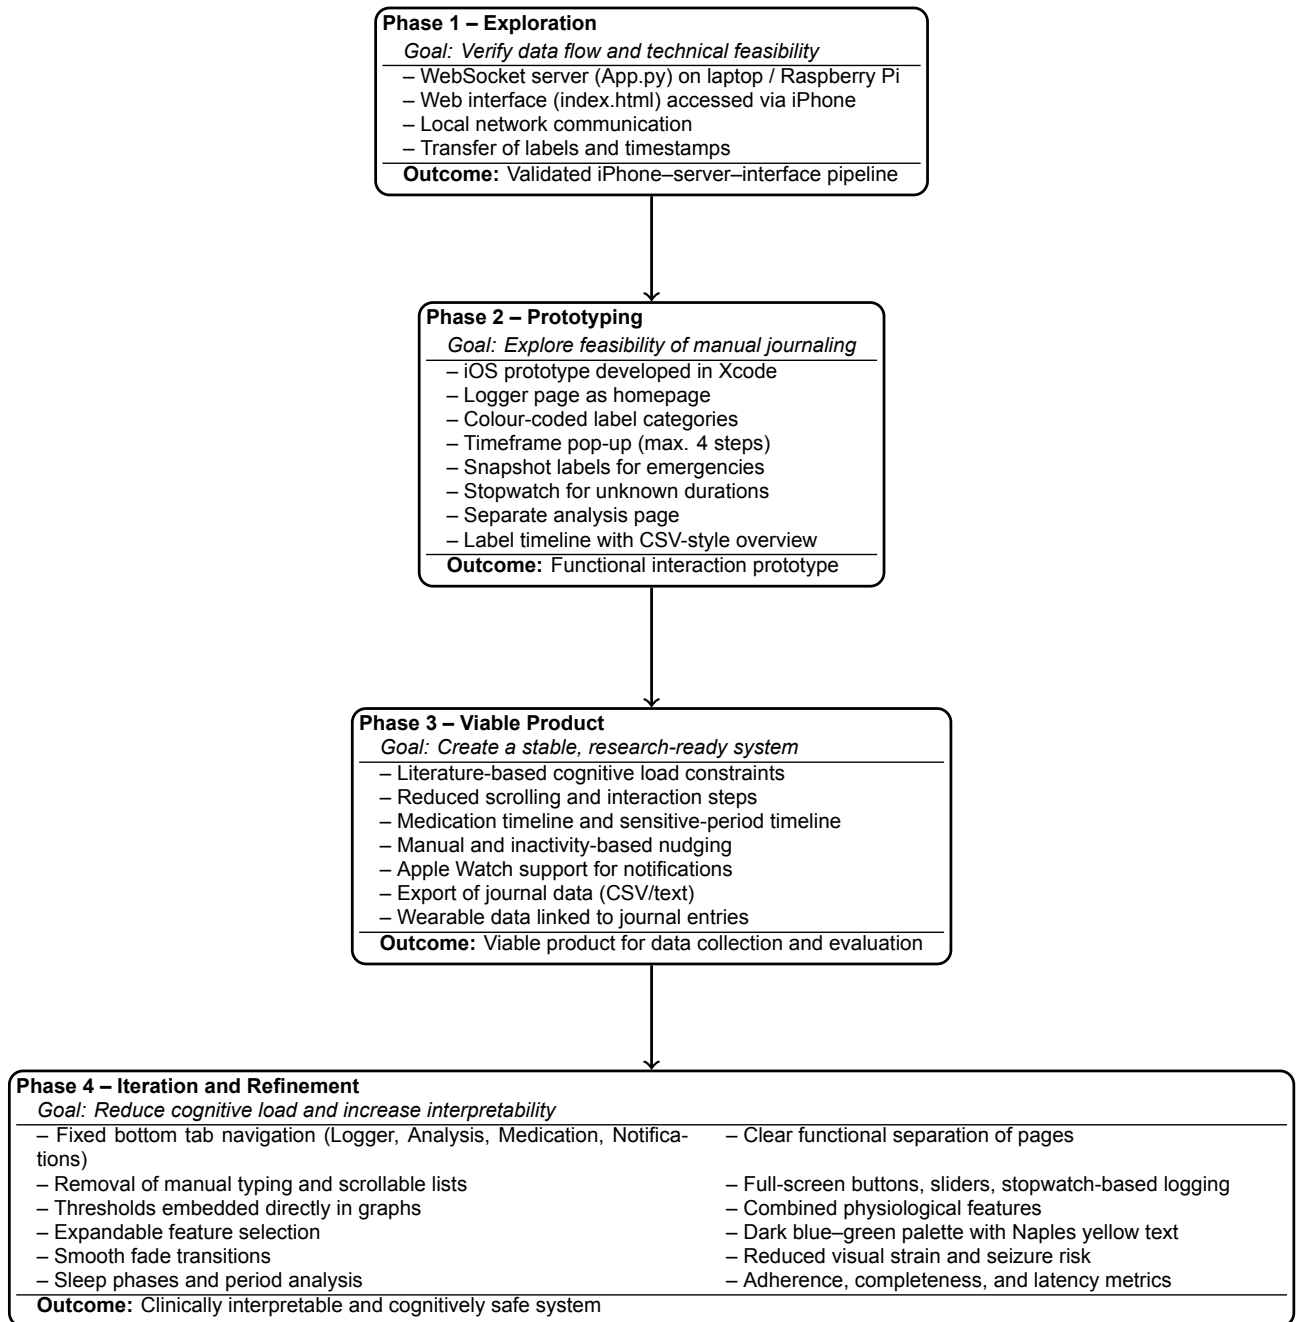 Phase 1 – Exploration
Goal: Verify data flow and technical feasibility
– WebSocket server (App.py) on laptop / Raspberry Pi
– Web interface (index.html) accessed via iPhone
– Local network communication
– Transfer of labels and timestamps
Outcome: Validated iPhone–server–interface pipeline
Phase 2 – Prototyping
Goal: Explore feasibility of manual journaling
– iOS prototype developed in Xcode
– Logger page as homepage
– Colour-coded label categories
– Timeframe pop-up (max. 4 steps)
– Snapshot labels for emergencies
– Stopwatch for unknown durations
– Separate analysis page
– Label timeline with CSV-style overview
Outcome: Functional interaction prototype
Phase 3 – Viable Product
Goal: Create a stable, research-ready system
– Literature-based cognitive load constraints
– Reduced scrolling and interaction steps
– Medication timeline and sensitive-period timeline
– Manual and inactivity-based nudging
– Apple Watch support for notifications
– Export of journal data (CSV/text)
– Wearable data linked to journal entries
Outcome: Viable product for data collection and evaluation
Phase 4 – Iteration and Refinement
Goal: Reduce cognitive load and increase interpretability
– Fixed bottom tab navigation (Logger, Analysis, Medication, Notifica-
tions)
– Clear functional separation of pages
– Removal of manual typing and scrollable lists
– Full-screen buttons, sliders, stopwatch-based logging
– Thresholds embedded directly in graphs
– Combined physiological features
– Expandable feature selection
– Dark blue–green palette with Naples yellow text
– Smooth fade transitions
– Reduced visual strain and seizure risk
– Sleep phases and period analysis
– Adherence, completeness, and latency metrics
Outcome: Clinically interpretable and cognitively safe system